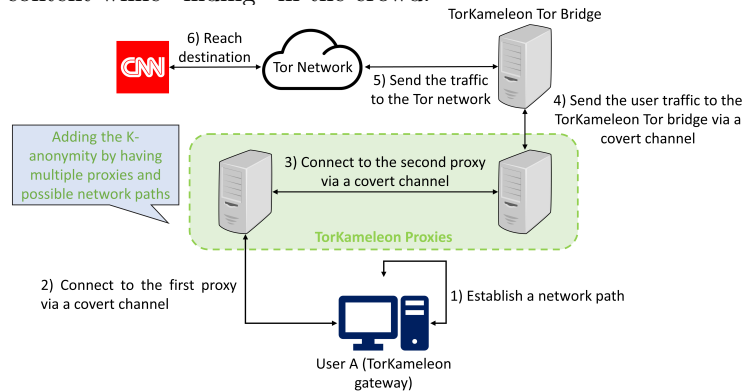 content while "hiding" in the crowd.
TorKameleon Tor Bridge
6) Reach
destination
CNN
Tor Network
5) Send the traffic
to the Tor network
4) Send the user traffic to the
TorKameleon Tor bridge via a
covert channel
Adding the K-
anonymity by having
multiple proxies and
possible network paths
3) Connect to the second proxy
via a covert channel
TorKameleon Proxies
2) Connect to the first proxy
via a covert channel
1) Establish a network path
User A (TorKameleon
gateway)